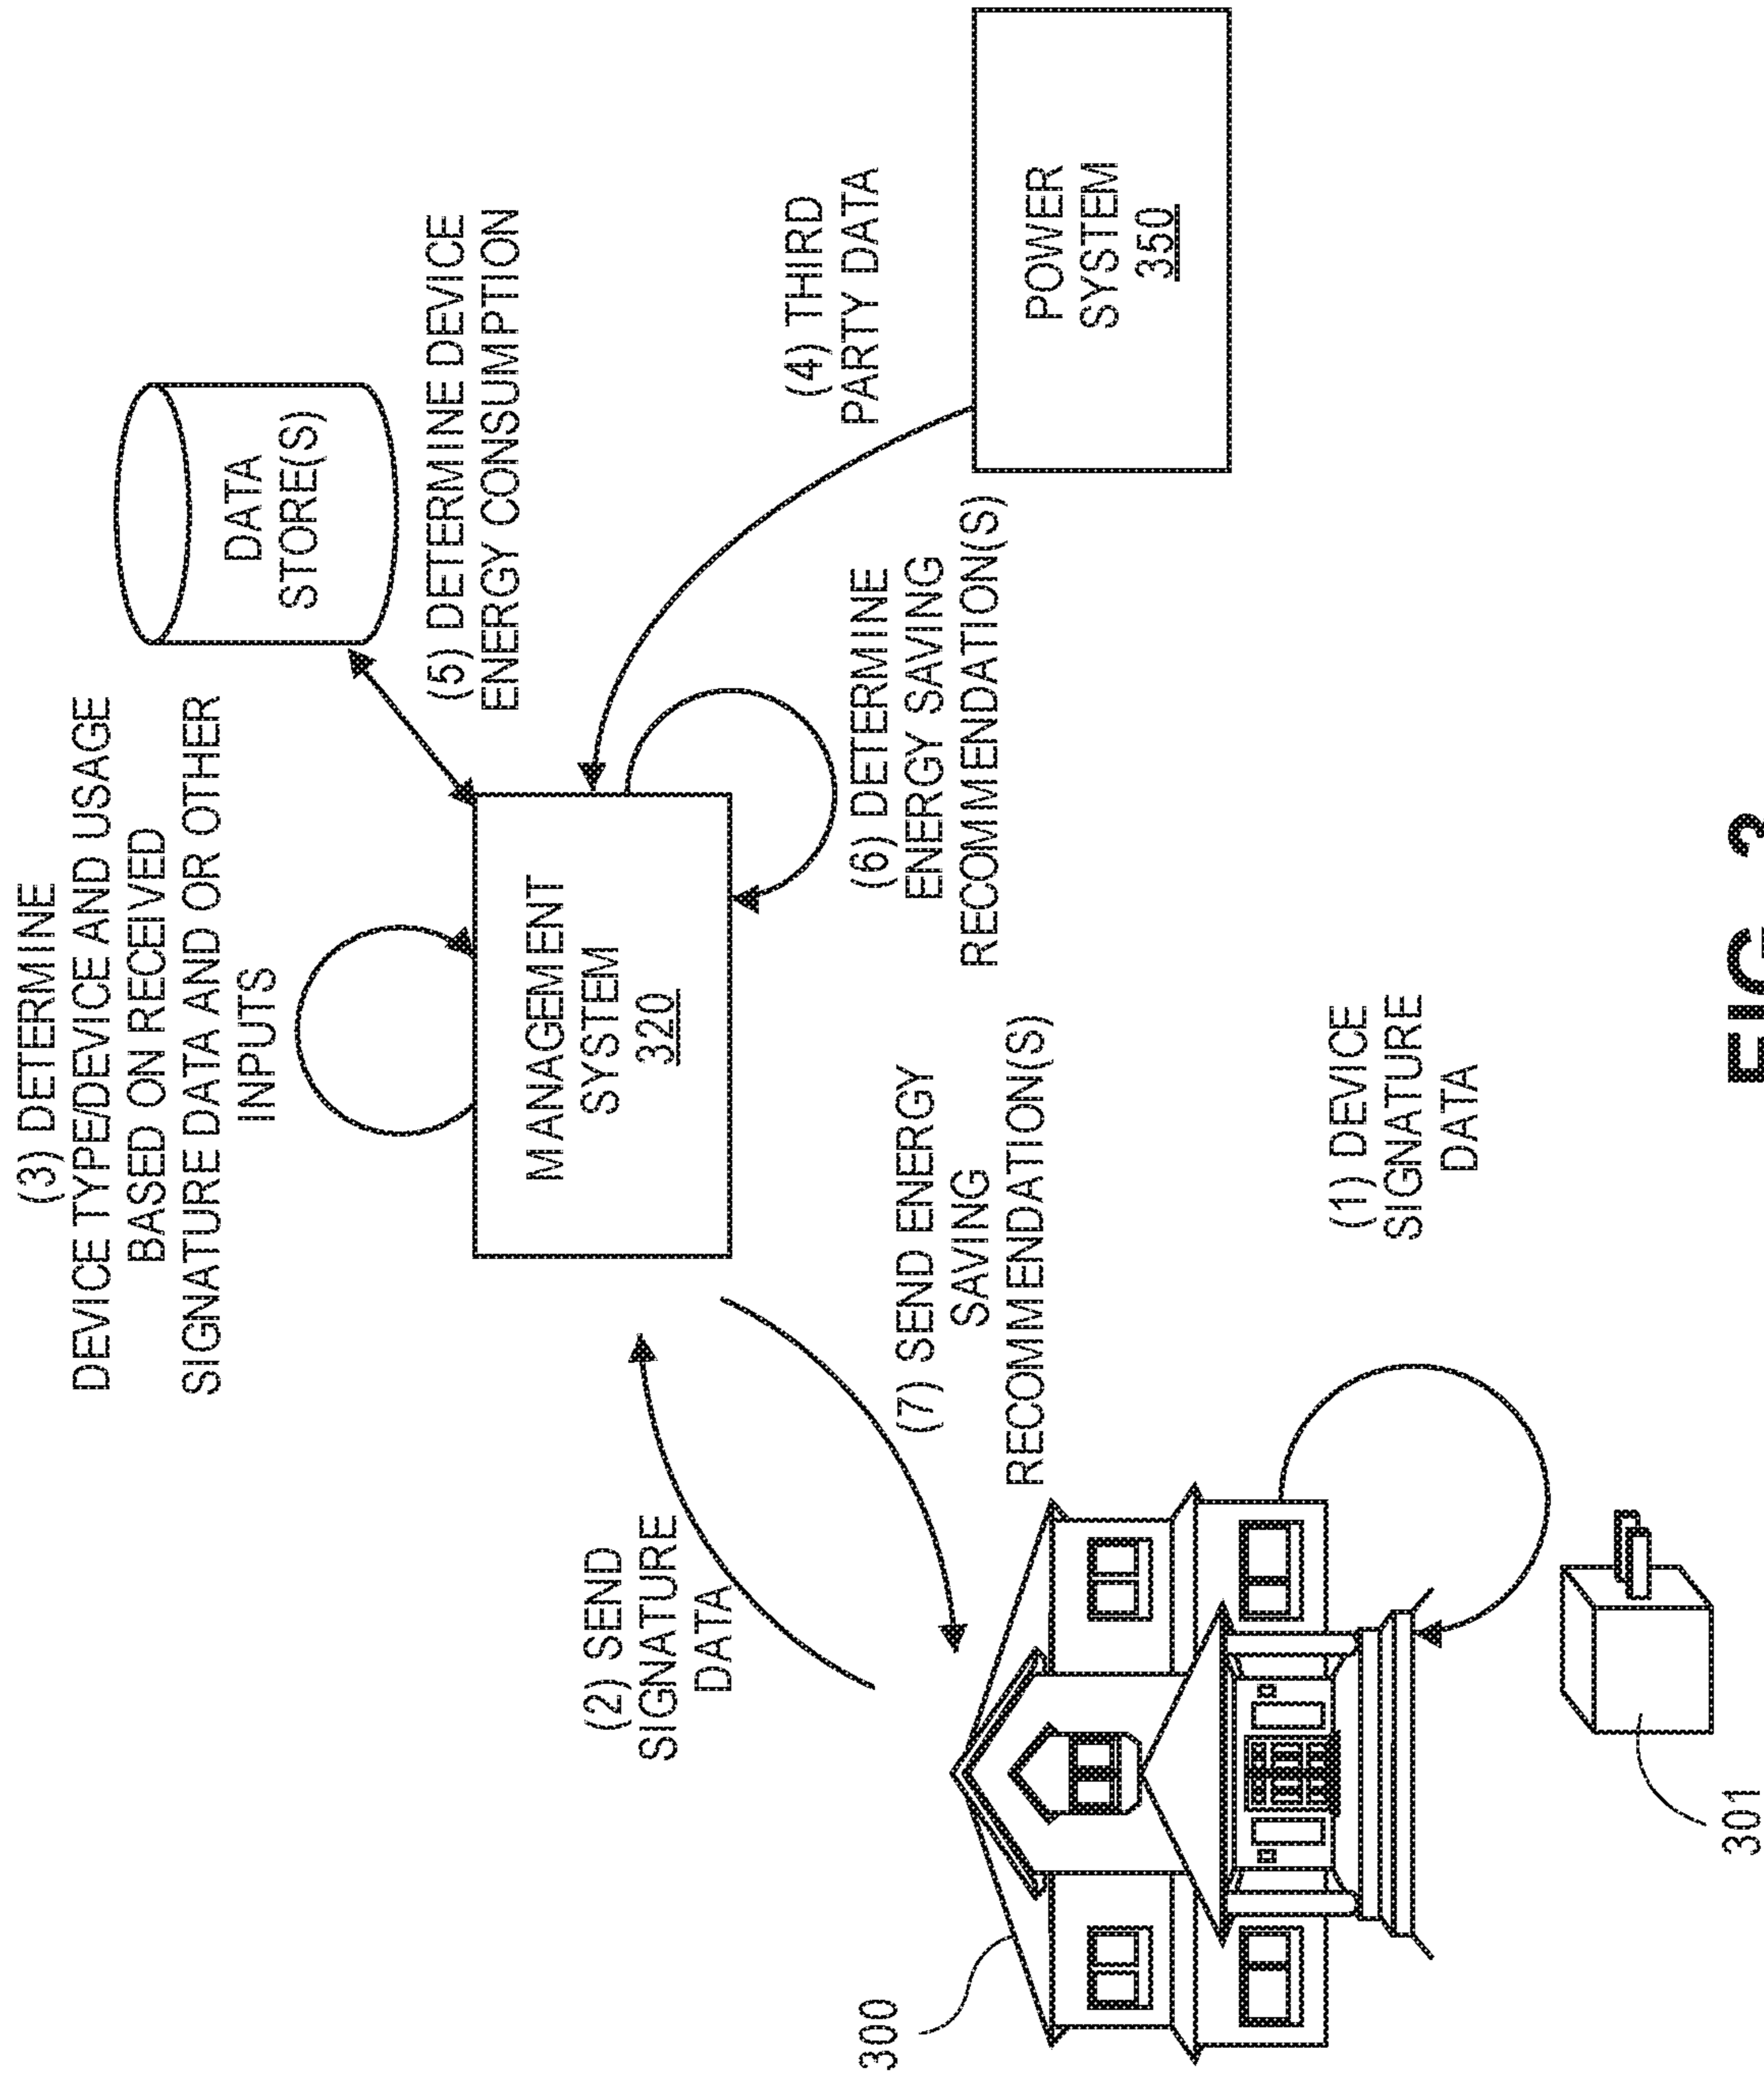 (3) DETERMINE
DEVICE TYPE/DEVICE AND USAGE
BASED ON RECEIVED
SIGNATURE DATA AND OR OTHER
INPUTS
DATA
STORE(S)
(5) DETERMINE DEVICE
ENERGY CONSUMPTION
MANAGEMENT
SYSTEM
320
(2) SEND
SIGNATURE
DATA
(4) THIRD
PARTY DATA
(6) DETERMINE
ENERGY SAVING
RECOMMENDATION(S)
(7) SEND ENERGY
SAVING
RECOMMENDATION(S)
POWER
SYSTEM
350
300
(1) DEVICE
SIGNATURE
DATA
301
FIG